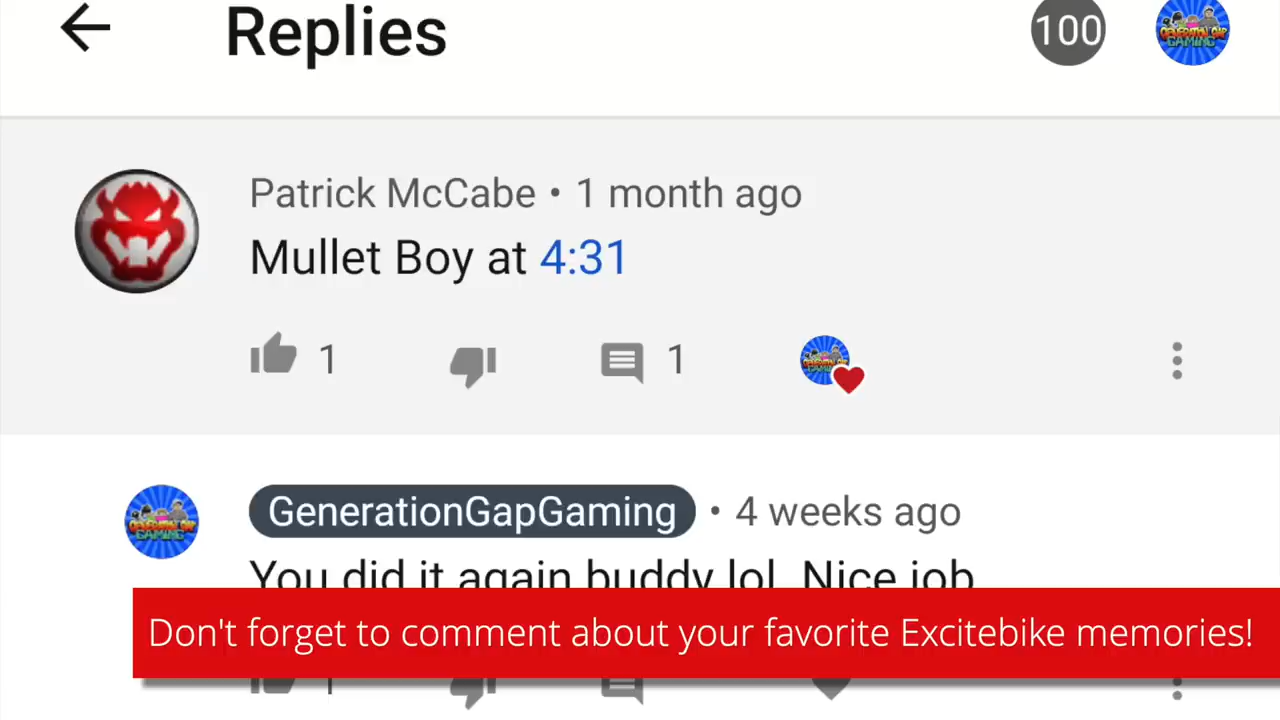 Replies
100
Patrick McCabe • 1 month ago
Mullet Boy at 4:31
1
1
GenerationGapGaming • 4 weeks ago
You did it again buddy lol. Nice job
Don't forget to comment about your favorite Excitebike memories!